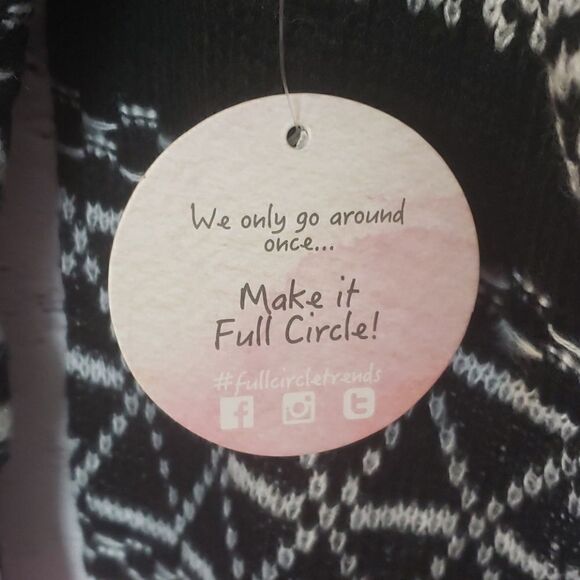 We only go around
once...
Make it
Full Circle!
#fullcircletrends